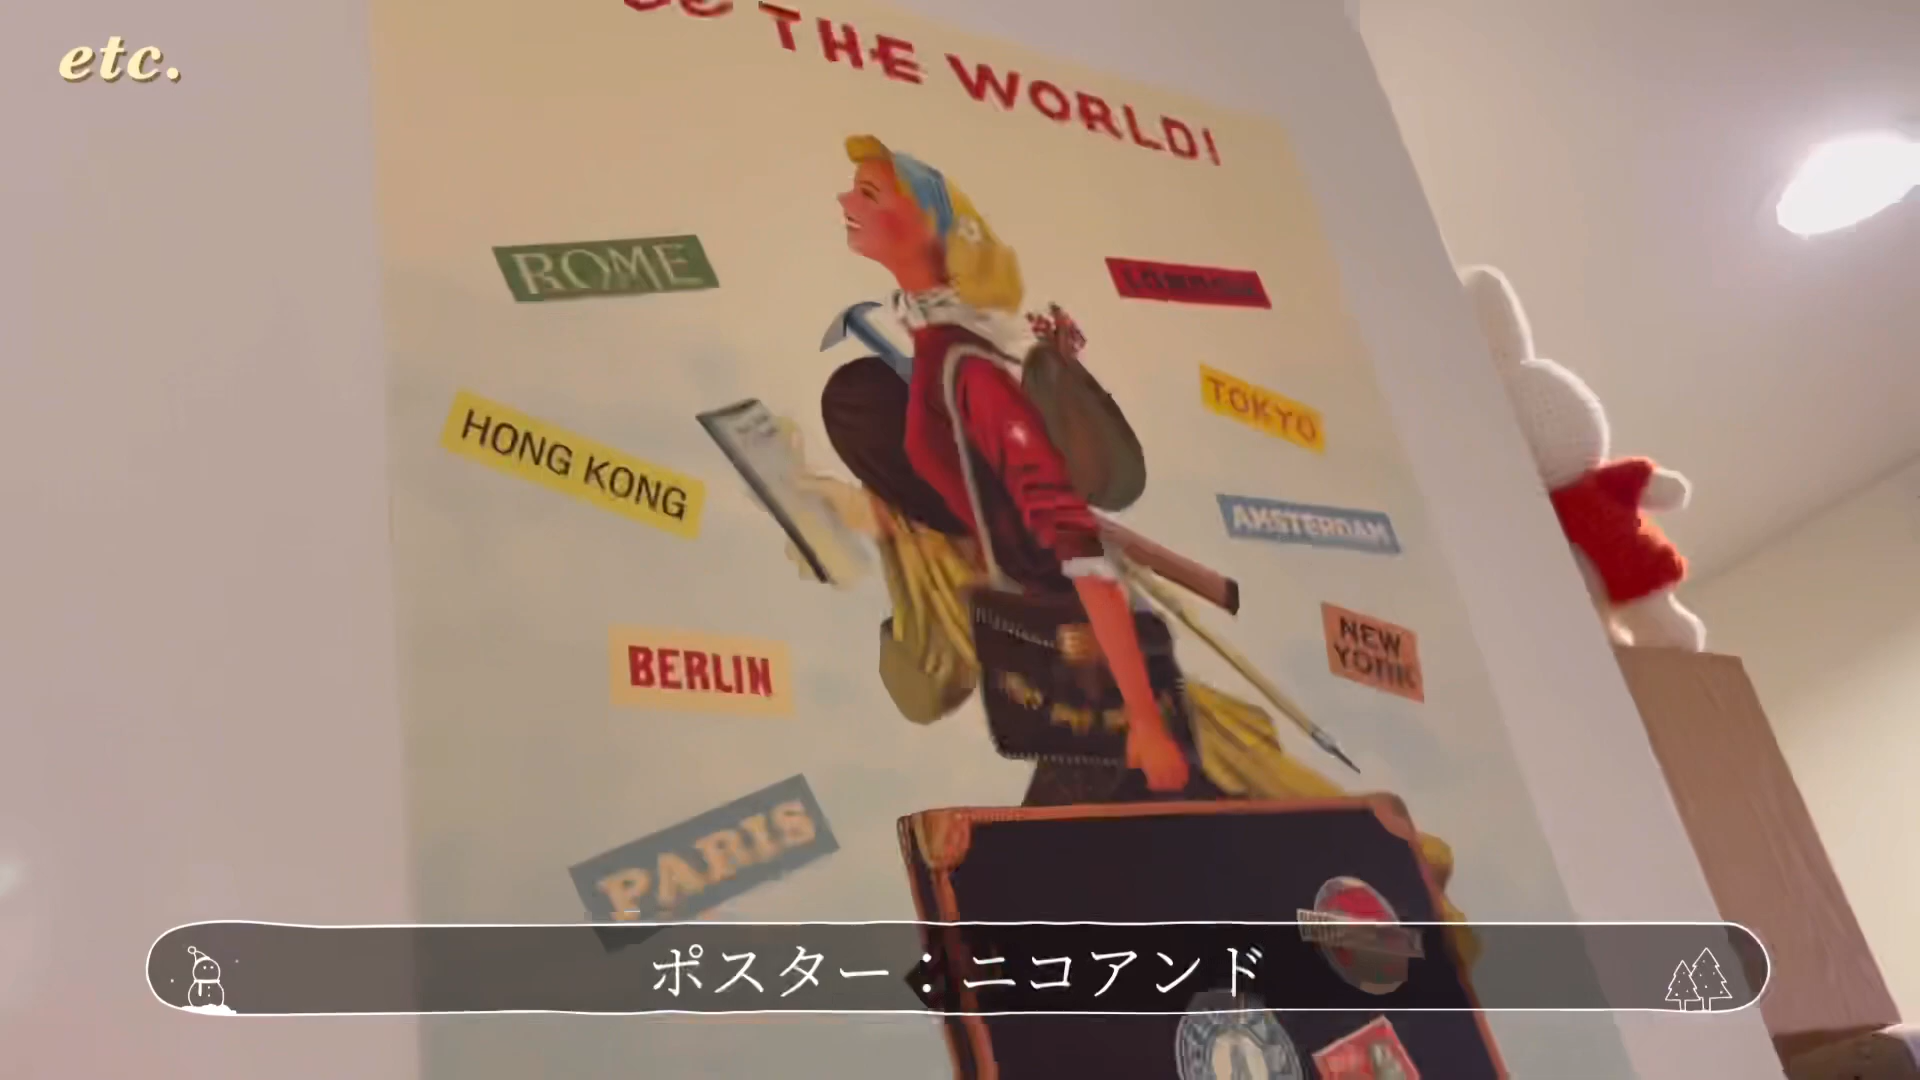 etc.
THE WORLD!
ROME
LONDON
HONG KONG
TOKYO
AMSTERDAM
BERLIN
NEW
YORK
PARIS
ポスター：ニコアンド